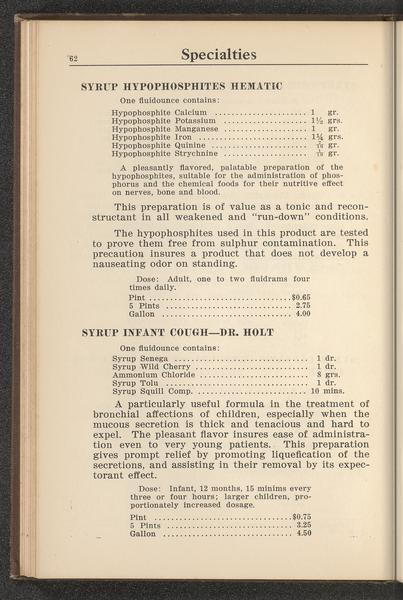 62
Specialties
SYRUP HYPOPHOSPHITES HEMATIC
One fluidounce contains:
Hypophosphite Calcium ...................... 1 gr.
Hypophosphite Potassium .................... 1½ grs.
Hypophosphite Manganese .................. 1 gr.
Hypophosphite Iron ......................... 1¼ grs.
Hypophosphite Quinine ..................... gr.
Hypophosphite Strychnine .................. gr.
A pleasantly flavored, palatable preparation of the
hypophosphites, suitable for the administration of phos-
phorus and the chemical foods for their nutritive effect
on nerves, bone and blood.
This preparation is of value as a tonic and recon-
structant in all weakened and “run-down” conditions.
The hypophosphites used in this product are tested
to prove them free from sulphur contamination. This
precaution insures a product that does not develop a
nauseating odor on standing.
Dose: Adult, one to two fluidrams four
times daily.
Pint .................................$0.65
5 Pints .............................. 2.75
Gallon ............................... 4.00
SYRUP INFANT COUGH—DR. HOLT
One fluidounce contains:
Syrup Senega ............................... 1 dr.
Syrup Wild Cherry .......................... 1 dr.
Ammonium Chloride ......................... 8 grs.
Syrup Tolu ................................. 1 dr.
Syrup Squill Comp. ......................... 10 mins.
A particularly useful formula in the treatment of
bronchial affections of children, especially when the
mucous secretion is thick and tenacious and hard to
expel. The pleasant flavor insures ease of administra-
tion even to very young patients. This preparation
gives prompt relief by promoting liquefication of the
secretions, and assisting in their removal by its expec-
torant effect.
Dose: Infant, 12 months, 15 minims every
three or four hours; larger children, pro-
portionately increased dosage.
Pint .................................$0.75
5 Pints .............................. 3.25
Gallon ............................... 4.50